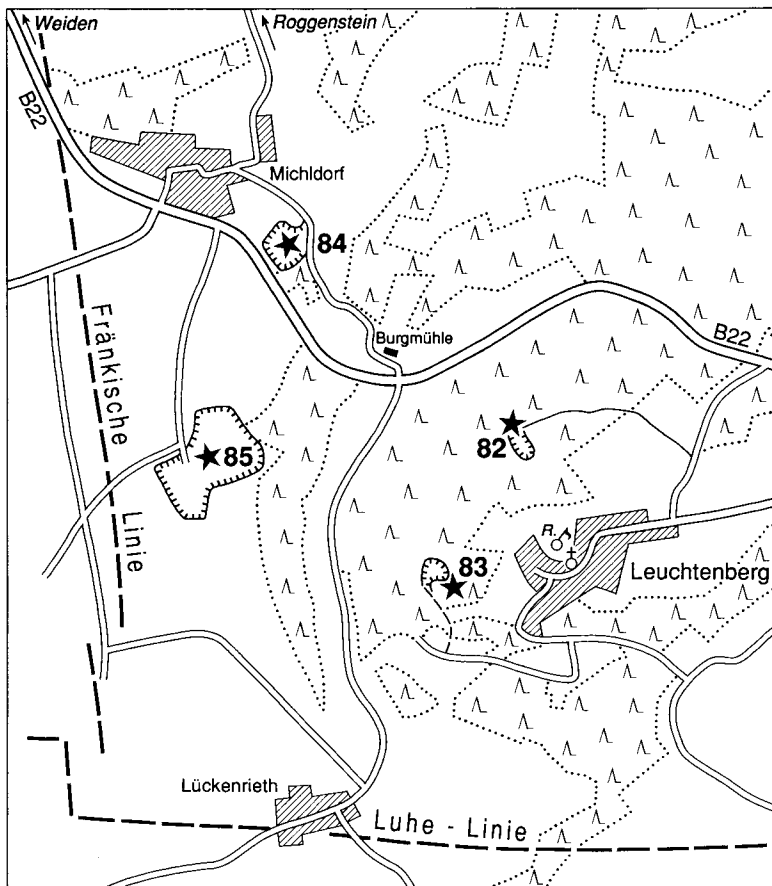 Weiden
Roggenstein
B22
Michldorf
84
Burgmühle
B22
Fränkische Linie
82
85
R.
83
Leuchtenberg
Lückenrieth
Luhe - Linie